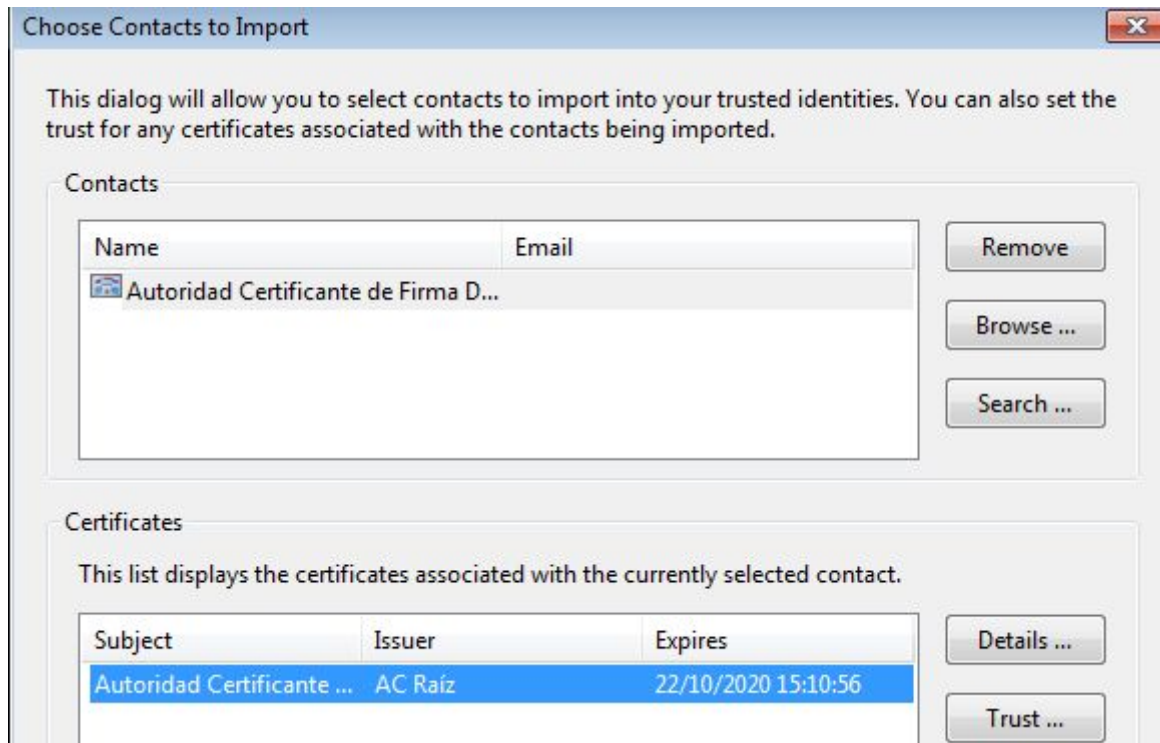 Choose Contacts to Import
This dialog will allow you to select contacts to import into your trusted identities. You can also set the
trust for any certificates associated with the contacts being imported.
Contacts
Name Email Remove
Autoridad Certificante de Firma D...
Browse ...
Search ...
Certificates
This list displays the certificates associated with the currently selected contact.
Subject Issuer Expires Details ...
Autoridad Certificante ... AC Raíz 22/10/2020 15:10:56
Trust ...